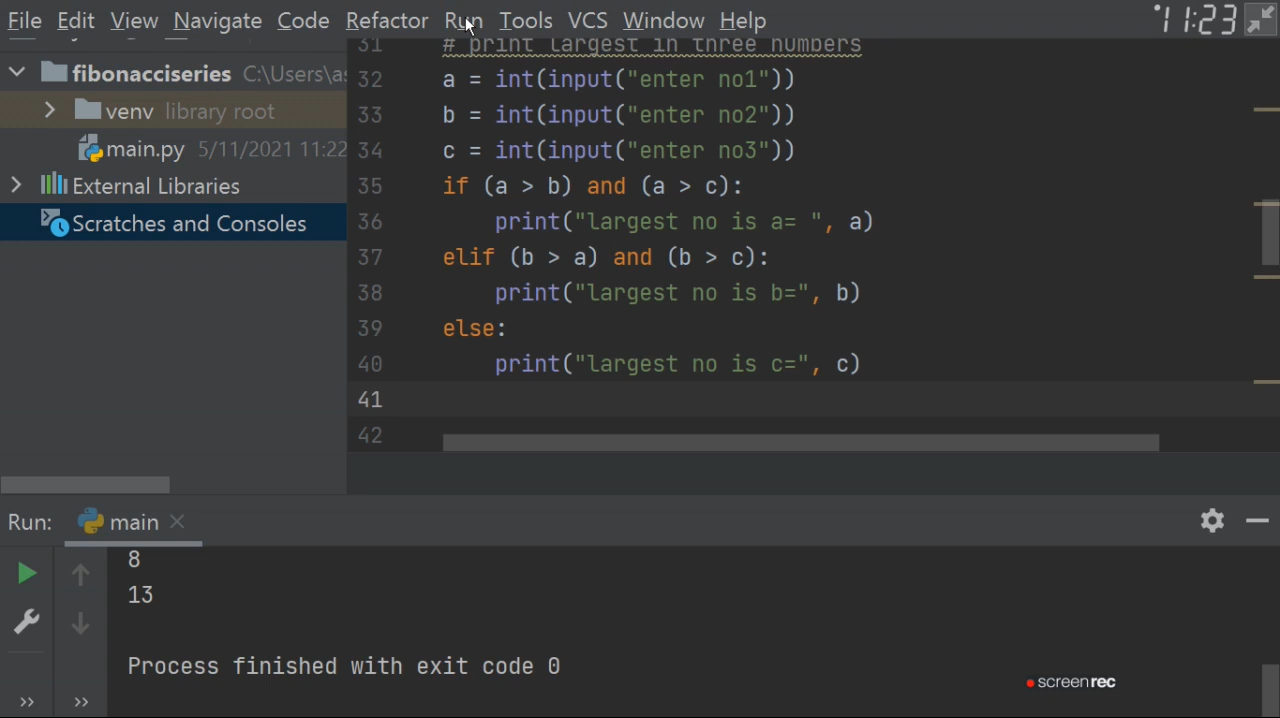 File Edit View Navigate Code Refactor Run Tools VCS Window Help
11:23
fibonacciseries C:\Users\as
venv library root
main.py 5/11/2021 11:22
External Libraries
Scratches and Consoles
31 # print largest in three numbers
32 a = int(input("enter no1"))
33 b = int(input("enter no2"))
34 c = int(input("enter no3"))
35 if (a > b) and (a > c):
36 print("largest no is a= ", a)
37 elif (b > a) and (b > c):
38 print("largest no is b=", b)
39 else:
40 print("largest no is c=", c)
41
42
Run: main
8
13
Process finished with exit code 0
screenrec